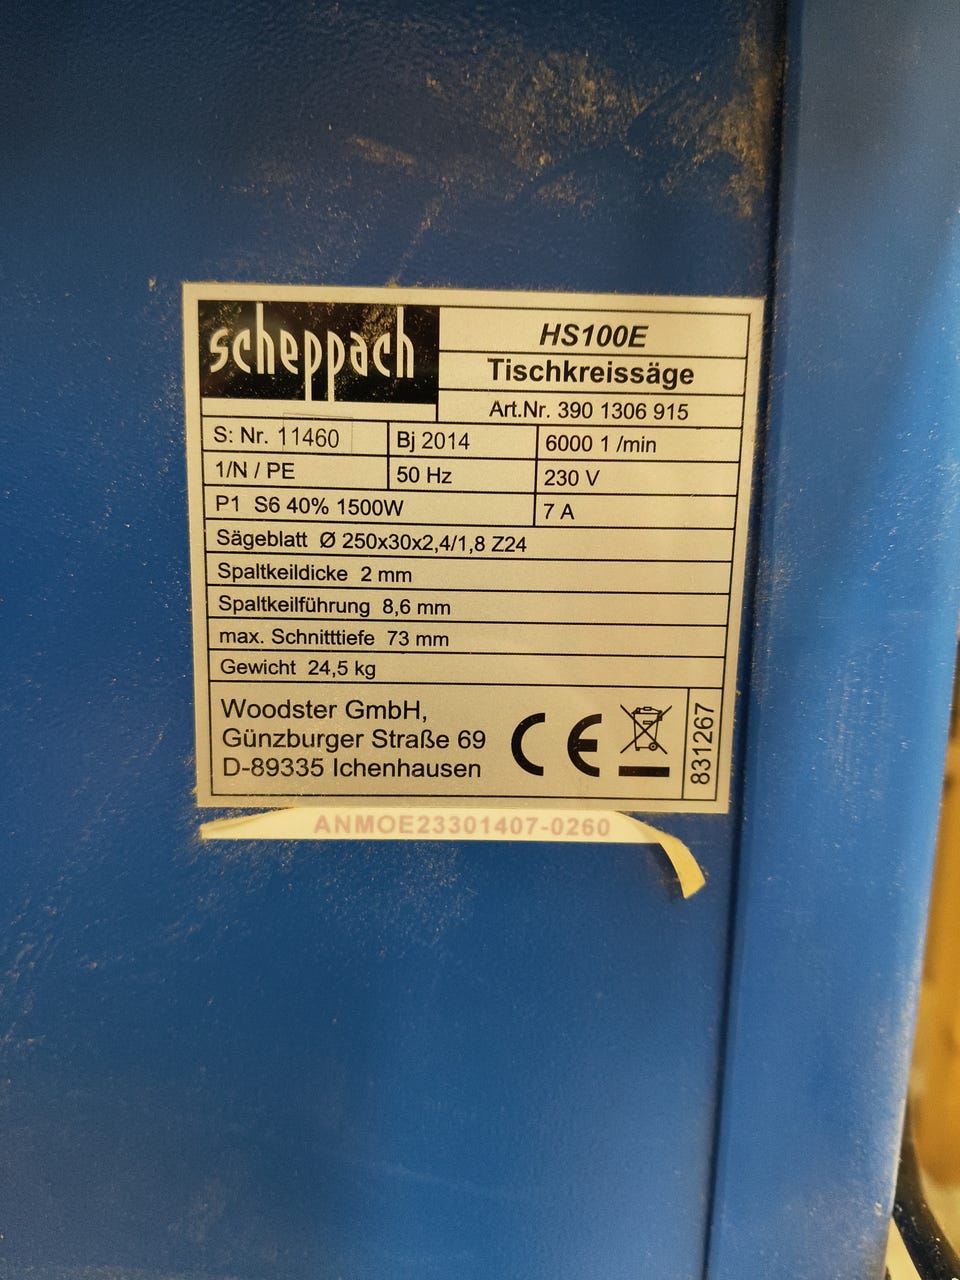 scheppach
HS100E
Tischkreissäge
Art.Nr. 390 1306 915
S: Nr. 11460 Bj 2014 6000 1 /min
1/N / PE 50 Hz 230 V
P1 S6 40% 1500W 7 A
Sägeblatt Ø 250x30x2,4/1,8 Z24
Spaltkeildicke 2 mm
Spaltkeilführung 8,6 mm
max. Schnitttiefe 73 mm
Gewicht 24,5 kg
Woodster GmbH,
Günzburger Straße 69
D-89335 Ichenhausen
CE
831267
ANMOE23301407-0260